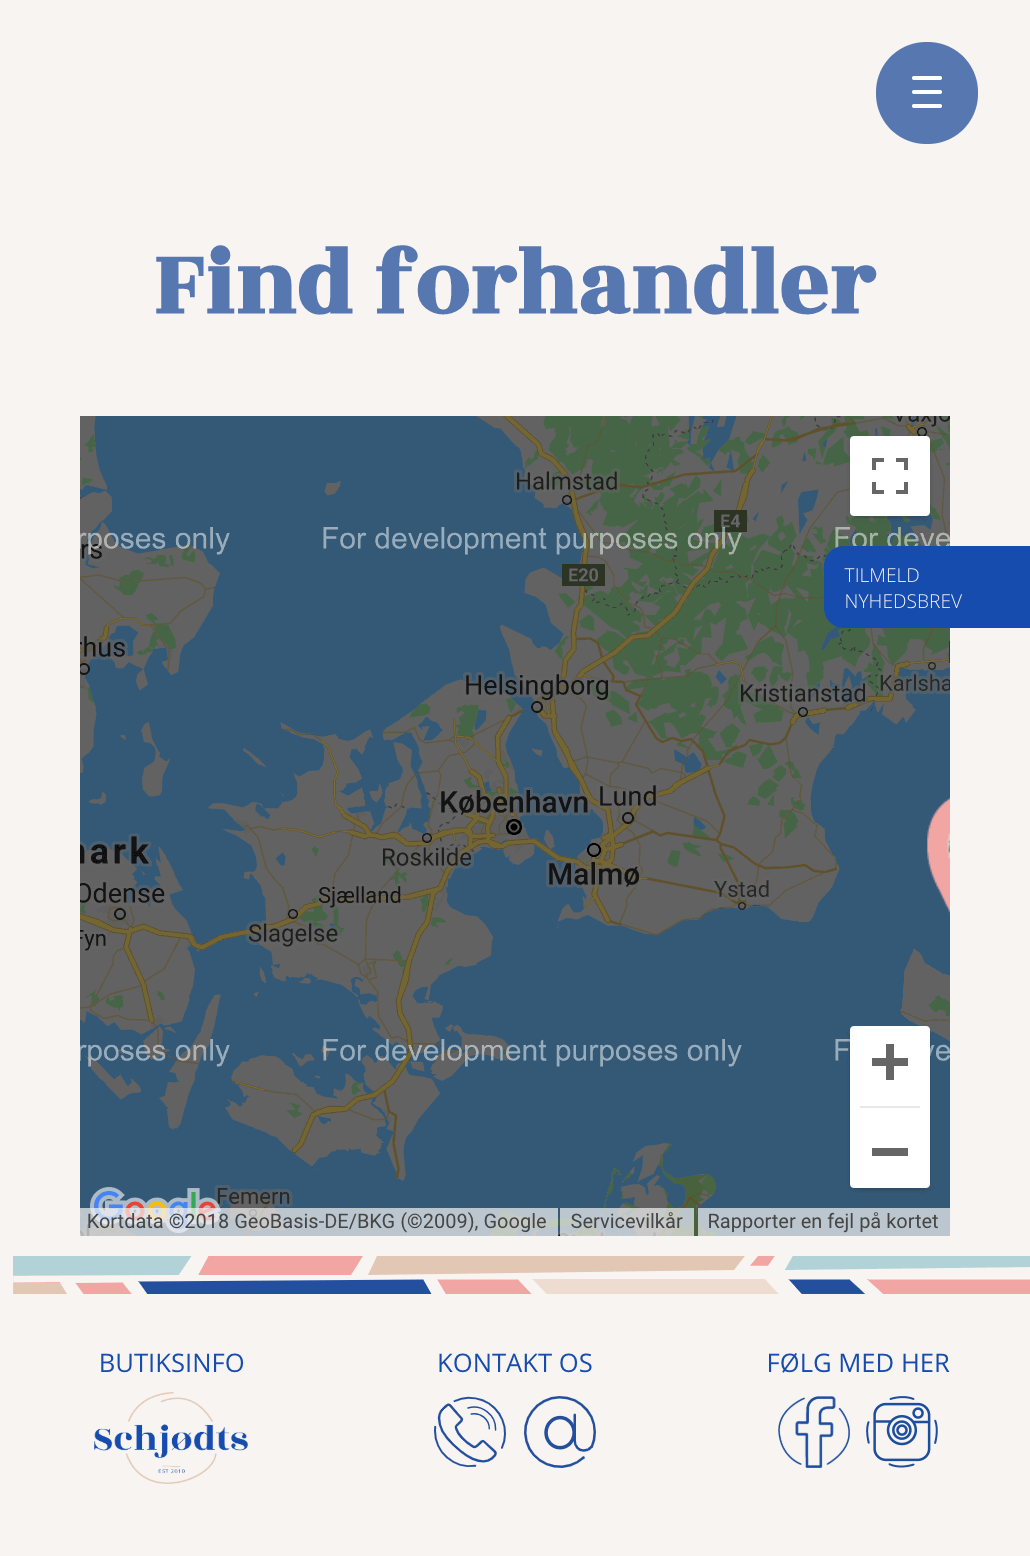 Find forhandler
Halmstad
E4
rposes only
For development purposes only
For deve
E20
TILMELD
NYHEDSBREV
rhus
Helsingborg
Kristianstad
Karlsha
København
Lund
Roskilde
Malmø
Odense
Sjælland
Ystad
Fyn
Slagelse
rposes only
For development purposes only
Femern
Google
Kortdata ©2018 GeoBasis-DE/BKG (©2009), Google
Servicevilkår
Rapporter en fejl på kortet
BUTIKSINFO
KONTAKT OS
FØLG MED HER
Schjødts
EST 2010